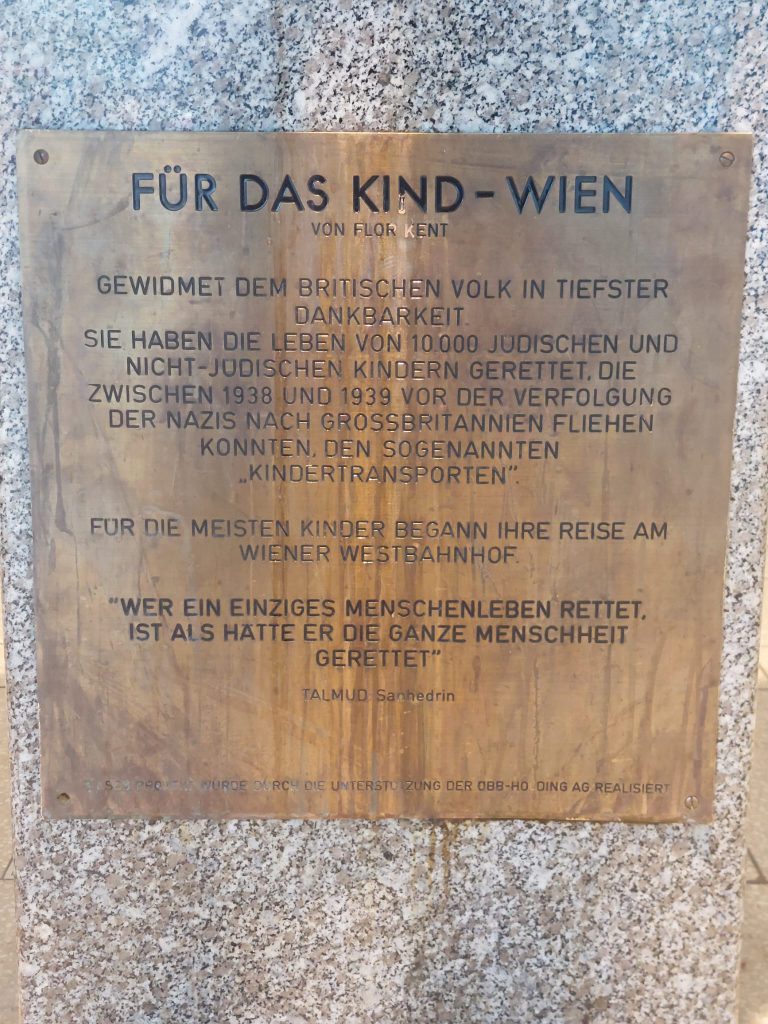 FÜR DAS KIND - WIEN
VON FLOR KENT
GEWIDMET DEM BRITISCHEN VOLK IN TIEFSTER
DANKBARKEIT.
SIE HABEN DIE LEBEN VON 10.000 JÜDISCHEN UND
NICHT-JÜDISCHEN KINDERN GERETTET, DIE
ZWISCHEN 1938 UND 1939 VOR DER VERFOLGUNG
DER NAZIS NACH GROSSBRITANNIEN FLIEHEN
KONNTEN, DEN SOGENANNTEN
„KINDERTRANSPORTEN”.
FÜR DIE MEISTEN KINDER BEGANN IHRE REISE AM
WIENER WESTBAHNHOF.
"WER EIN EINZIGES MENSCHENLEBEN RETTET,
IST ALS HÄTTE ER DIE GANZE MENSCHHEIT
GERETTET"
TALMUD: Sanhedrin
DIESES PROJEKT WURDE DURCH DIE UNTERSTÜTZUNG DER ÖBB-HOLDING AG REALISIERT